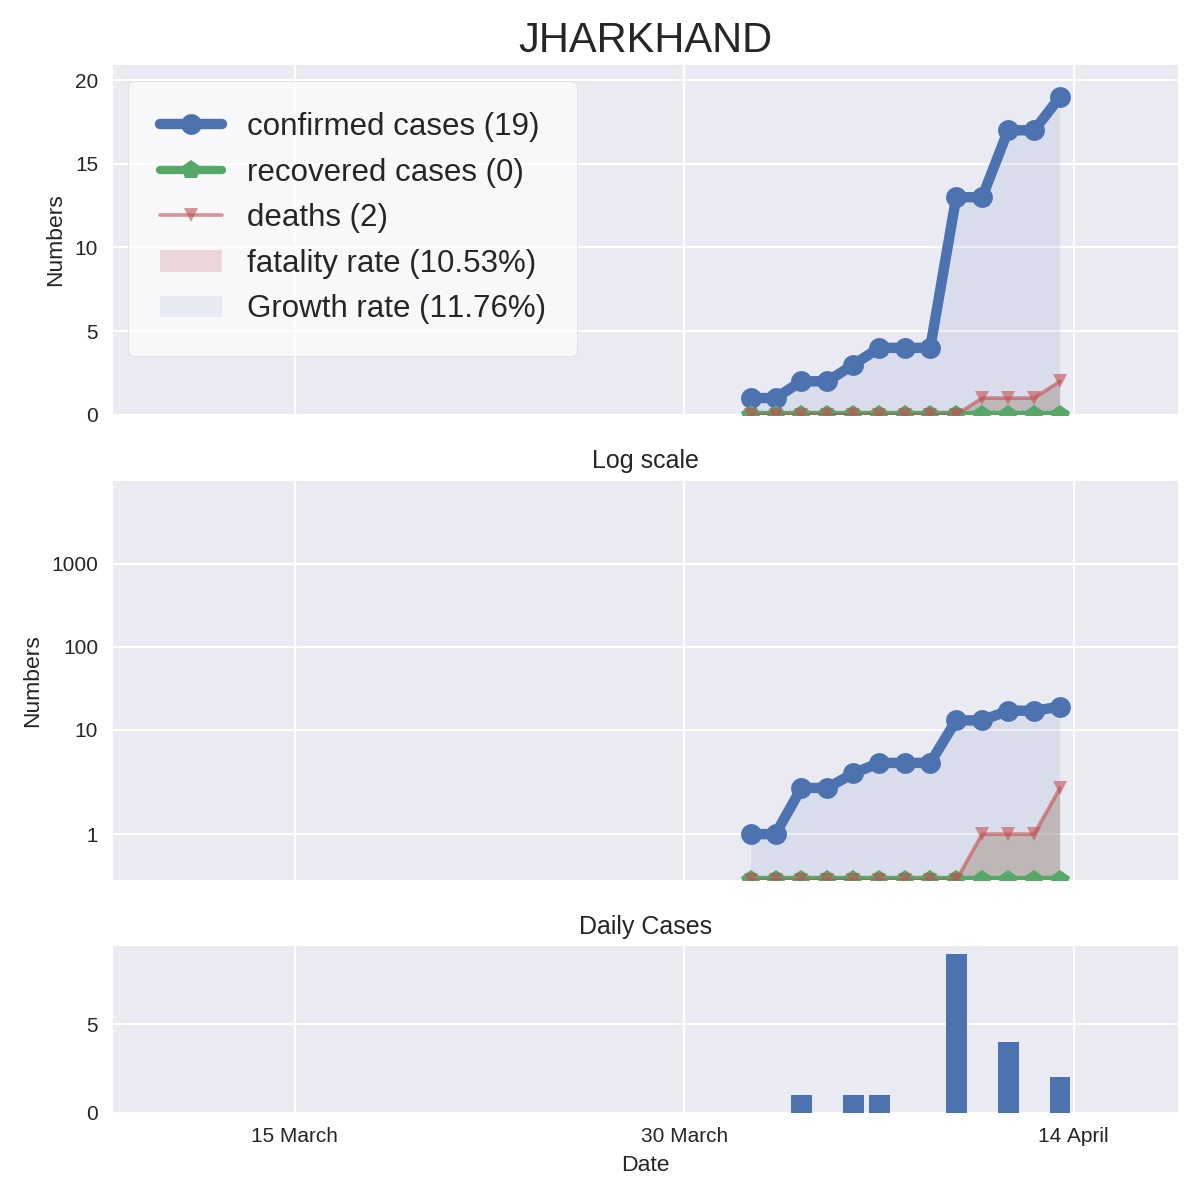 JHARKHAND
20
15
10
5
0
Numbers
confirmed cases (19)
recovered cases (0)
deaths (2)
fatality rate (10.53%)
Growth rate (11.76%)
Log scale
1000
100
10
1
Numbers
Daily Cases
5
0
15 March
30 March
14 April
Date